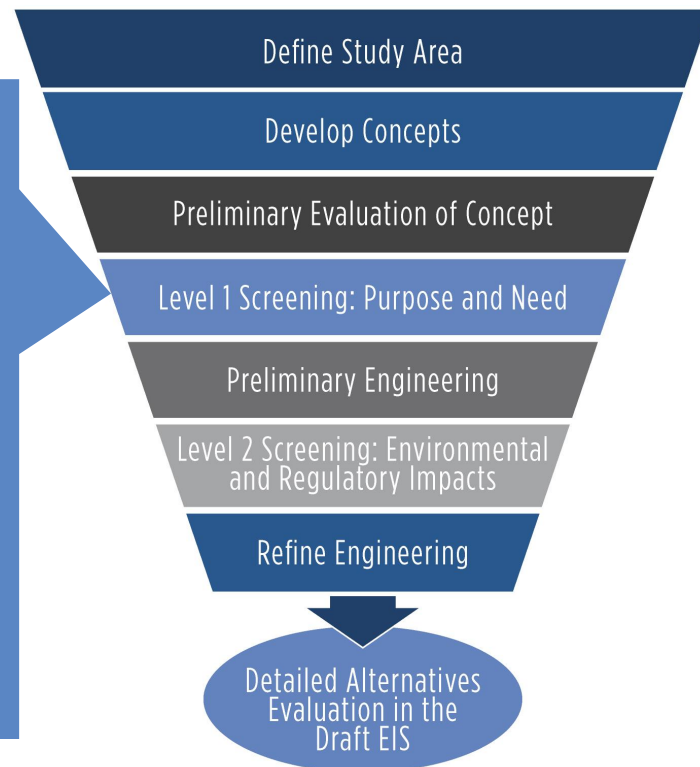 Define Study Area
Develop Concepts
Preliminary Evaluation of Concept
Level 1 Screening: Purpose and Need
Preliminary Engineering
Level 2 Screening: Environmental
and Regulatory Impacts
Refine Engineering
Detailed Alternatives
Evaluation in the
Draft EIS